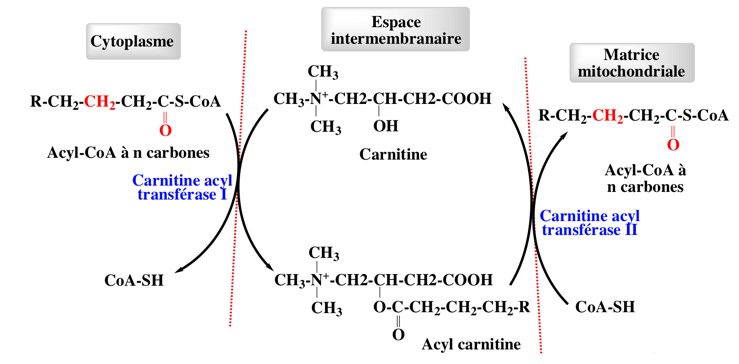 Cytoplasme
Espace
intermembranaire
Matrice
mitochondriale
R-CH2-CH2-CH2-C-S-CoA
O
Acyl-CoA à n carbones
Carnitine acyl
transférase I
CoA-SH
CH3
CH3-N+-CH2-CH-CH2-COOH
CH3
OH
Carnitine
CH3
CH3-N+-CH2-CH-CH2-COOH
CH3
O-C-CH2-CH2-CH2-R
O
Acyl carnitine
R-CH2-CH2-CH2-C-S-CoA
O
Acyl-CoA à
n carbones
Carnitine acyl
transférase II
CoA-SH